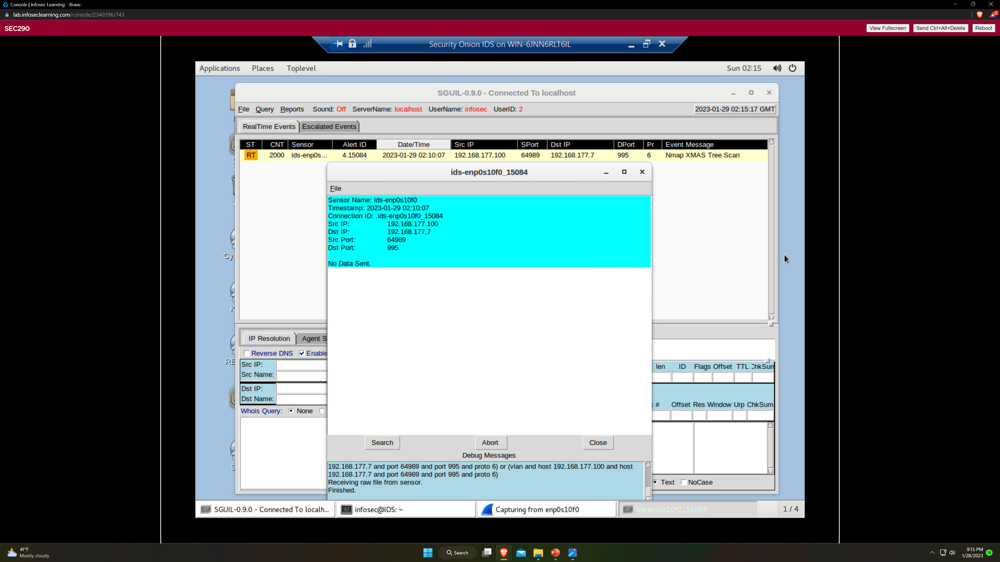 Console | Infosec Learning - Brave
lab.infoseclearning.com/console/2340396/743
1
SEC290
View Fullscreen Send Ctrl+Alt+Delete Reboot
Security Onion IDS on WIN-6JNN6RLT6IL
Applications Places Toplevel Sun 02:15
SGUIL-0.9.0 - Connected To localhost
File Query Reports Sound: Off ServerName: localhost UserName: infosec UserID: 2 2023-01-29 02:15:17 GMT
RealTime Events Escalated Events
ST CNT Sensor Alert ID Date/Time Src IP SPort Dst IP DPort Pr Event Message
RT 2000 ids-enp0s... 4.15084 2023-01-29 02:10:07 192.168.177.100 64989 192.168.177.7 995 6 Nmap XMAS Tree Scan
ids-enp0s10f0_15084
File
Sensor Name: ids-enp0s10f0
Timestamp: 2023-01-29 02:10:07
Connection ID: .ids-enp0s10f0_15084
Src IP: 192.168.177.100
Dst IP: 192.168.177.7
Src Port: 64989
Dst Port: 995
No Data Sent.
Cyl
K
RE
S
IP Resolution Agent S
Reverse DNS Enable
Src IP:
Src Name:
Dst IP:
Dst Name:
Whois Query: None
len ID Flags Offset TTL ChkSum
# Offset Res Window Urp ChkSum
Search Abort Close
Debug Messages
192.168.177.7 and port 64989 and port 995 and proto 6) or (vlan and host 192.168.177.100 and host
192.168.177.7 and port 64989 and port 995 and proto 6)
Receiving raw file from sensor.
Finished.
Text NoCase
SGUIL-0.9.0 - Connected To localh... infosec@IDS: ~ Capturing from enp0s10f0 ids-enp0s10f0_15084 1 / 4
41°F
Mostly cloudy
Search
9:15 PM
1/28/2023
18